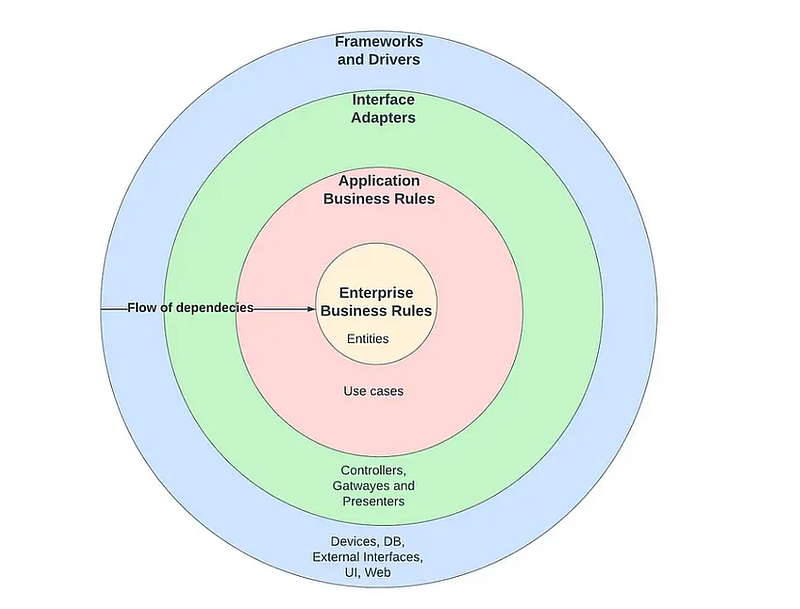 Frameworks
and Drivers
Interface
Adapters
Application
Business Rules
Enterprise
Business Rules
Flow of dependecies
Entities
Use cases
Controllers,
Gatwayes and
Presenters
Devices, DB,
External Interfaces,
UI, Web